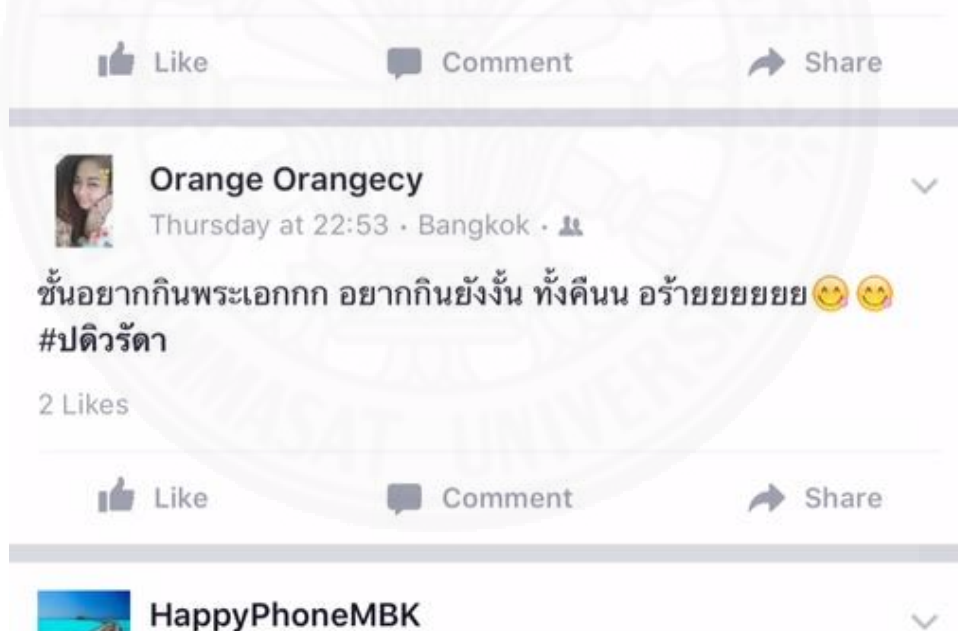 Like Comment Share
Orange Orangecy
Thursday at 22:53 · Bangkok ·
ชั้นอยากกินพระเอกกก อยากกินยังงั้น ทั้งคืนน อร้ายยยยยย😋😋
#ปดิวรัดา
2 Likes
Like Comment Share
HappyPhoneMBK
THAMMASAT UNIVERSITY